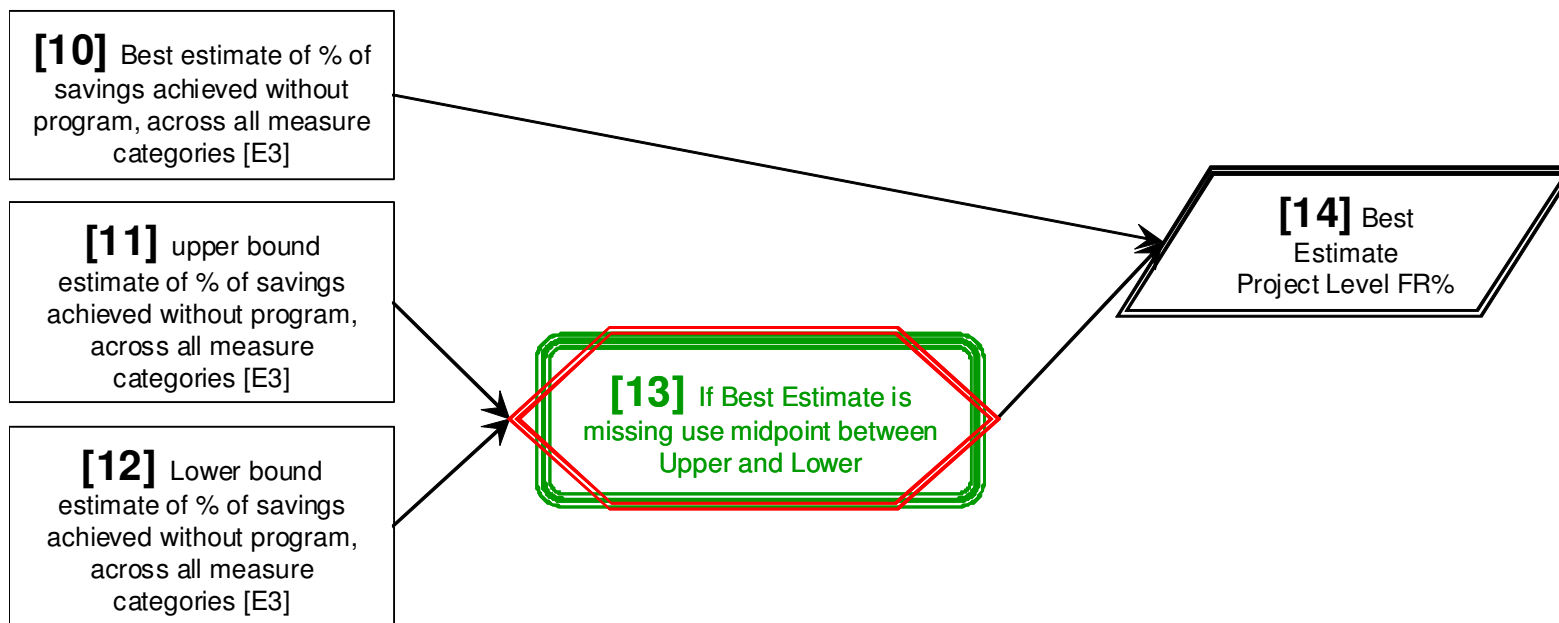 [10] Best estimate of % of
savings achieved without
program, across all measure
categories [E3]
[11] upper bound
estimate of % of savings
achieved without program,
across all measure
categories [E3]
[12] Lower bound
estimate of % of savings
achieved without program,
across all measure
categories [E3]
[13] If Best Estimate is
missing use midpoint between
Upper and Lower
[14] Best
Estimate
Project Level FR%